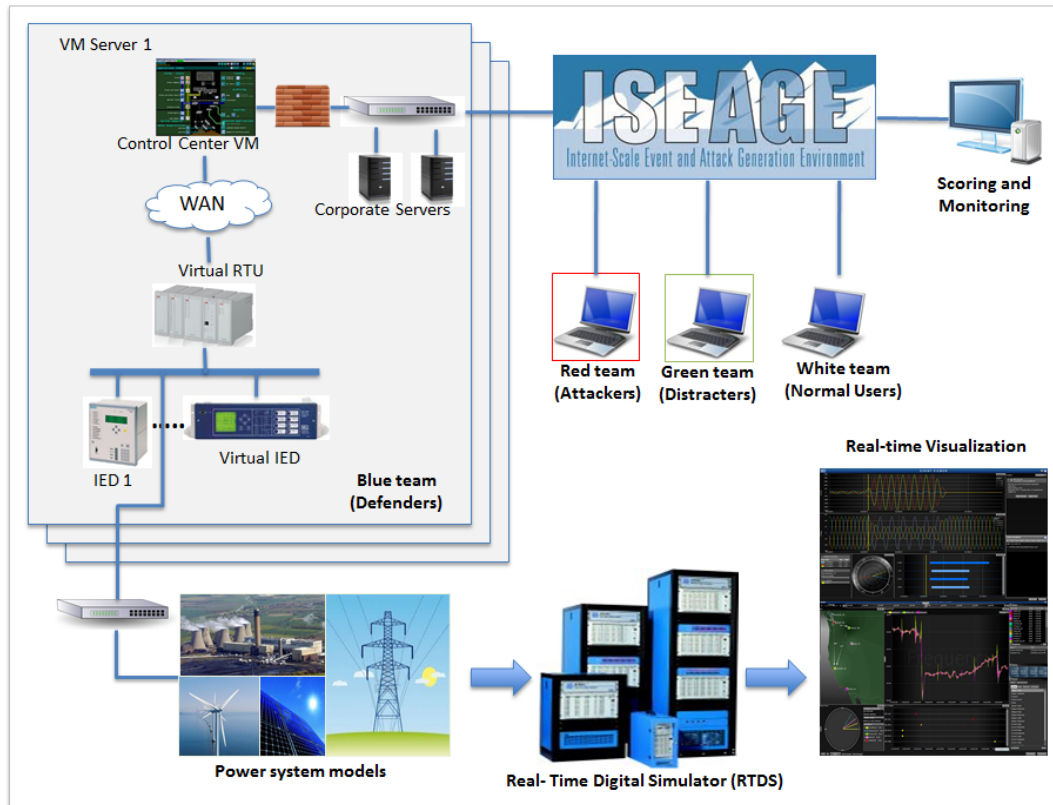 VM Server 1
Control Center VM
Corporate Servers
WAN
Virtual RTU
IED 1
Virtual IED
Blue team
(Defenders)
ISEAGE
Internet-Scale Event and Attack Generation Environment
Scoring and
Monitoring
Red team
(Attackers)
Green team
(Distracters)
White team
(Normal Users)
Real-time Visualization
Power system models
Real- Time Digital Simulator (RTDS)